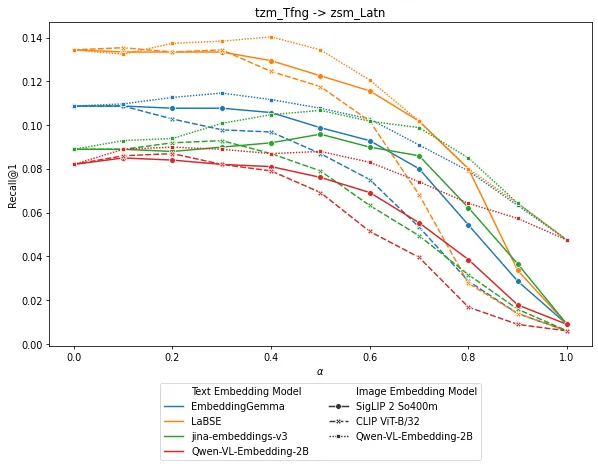 tzm_Tfng -> zsm_Latn
0.14
0.12
0.10
0.08
0.06
0.04
0.02
0.00
Recall@1
0.0 0.2 0.4 0.6 0.8 1.0
α
Text Embedding Model
EmbeddingGemma
LaBSE
jina-embeddings-v3
Qwen-VL-Embedding-2B
Image Embedding Model
SigLIP 2 So400m
CLIP ViT-B/32
Qwen-VL-Embedding-2B